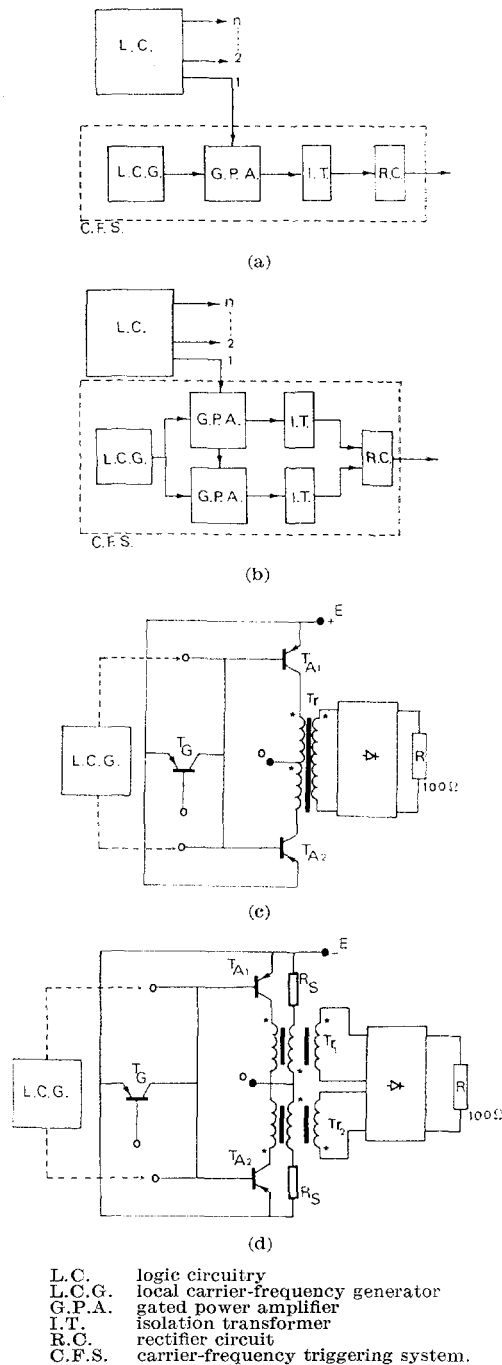 L.C.
n
2
1
L.C.G.
G.P.A.
I.T.
R.C.
C.F.S.
(a)
L.C.
n
2
1
L.C.G.
G.P.A.
I.T.
R.C.
G.P.A.
I.T.
C.F.S.
(b)
E
+
TA1
Tr
* *
L.C.G.
TG
O
*
R
100Ω
TA2
(c)
E
+
TA1
RS
* *
Tr1
TG
L.C.G.
O
* *
R
100Ω
Tr2
TA2
* *
RS
(d)
L.C. logic circuitry
L.C.G. local carrier-frequency generator
G.P.A. gated power amplifier
I.T. isolation transformer
R.C. rectifier circuit
C.F.S. carrier-frequency triggering system.